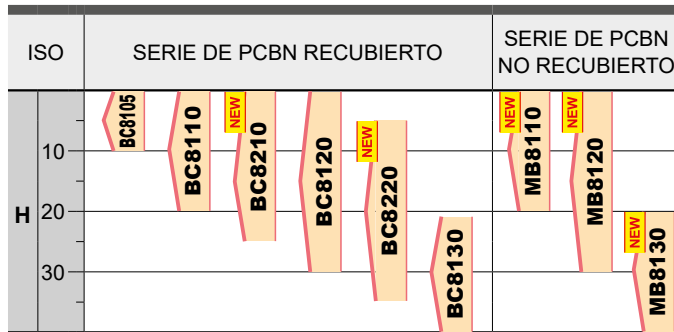 ISO
SERIE DE PCBN RECUBIERTO
SERIE DE PCBN
NO RECUBIERTO
H
10
20
30
BC8105
BC8110
NEW
BC8210
BC8120
NEW
BC8220
BC8130
NEW
MB8110
NEW
MB8120
NEW
MB8130